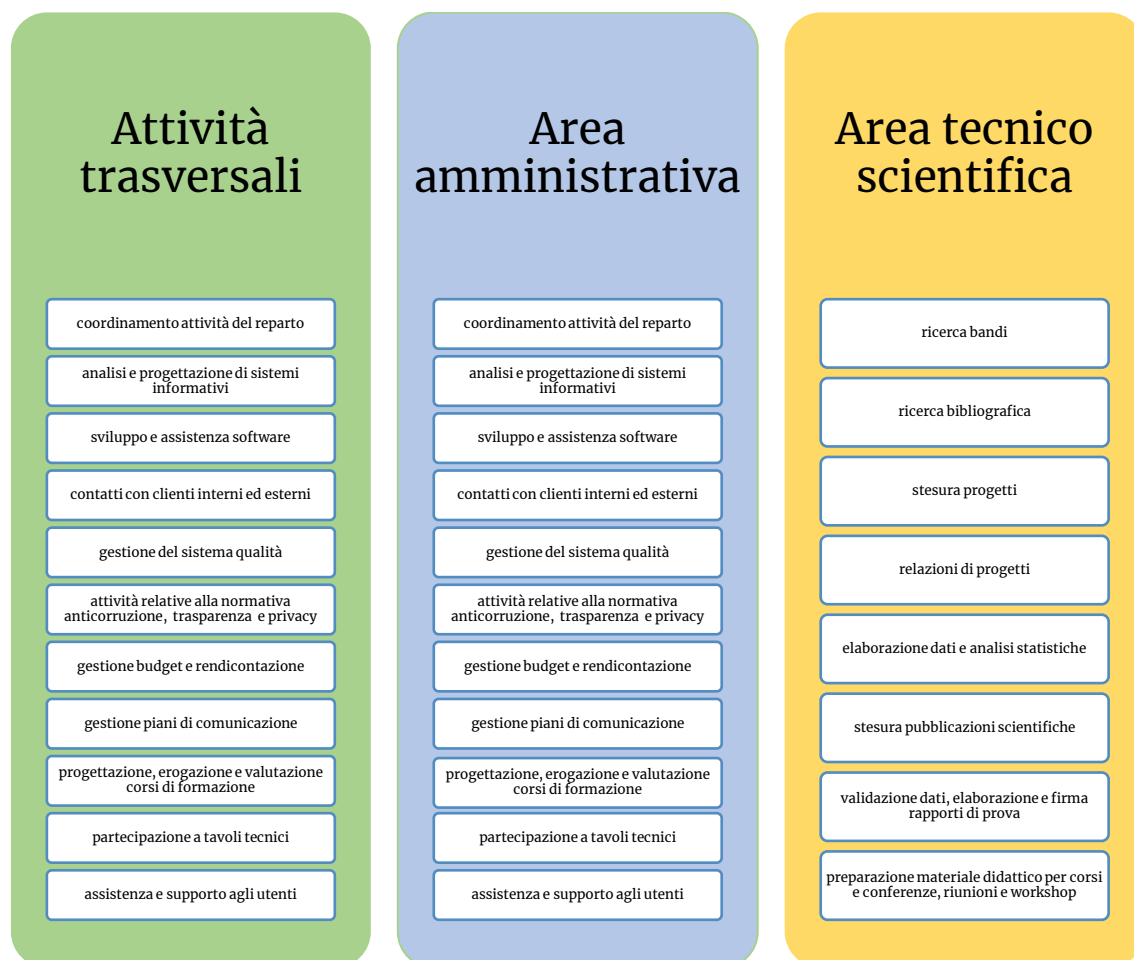 Attività
trasversali
coordinamento attività del reparto
analisi e progettazione di sistemi
informativi
sviluppo e assistenza software
contatti con clienti interni ed esterni
gestione del sistema qualità
attività relative alla normativa
anticorruzione, trasparenza e privacy
gestione budget e rendicontazione
gestione piani di comunicazione
progettazione, erogazione e valutazione
corsi di formazione
partecipazione a tavoli tecnici
assistenza e supporto agli utenti
Area
amministrativa
coordinamento attività del reparto
analisi e progettazione di sistemi
informativi
sviluppo e assistenza software
contatti con clienti interni ed esterni
gestione del sistema qualità
attività relative alla normativa
anticorruzione, trasparenza e privacy
gestione budget e rendicontazione
gestione piani di comunicazione
progettazione, erogazione e valutazione
corsi di formazione
partecipazione a tavoli tecnici
assistenza e supporto agli utenti
Area tecnico
scientifica
ricerca bandi
ricerca bibliografica
stesura progetti
relazioni di progetti
elaborazione dati e analisi statistiche
stesura pubblicazioni scientifiche
validazione dati, elaborazione e firma
rapporti di prova
preparazione materiale didattico per corsi
e conferenze, riunioni e workshop